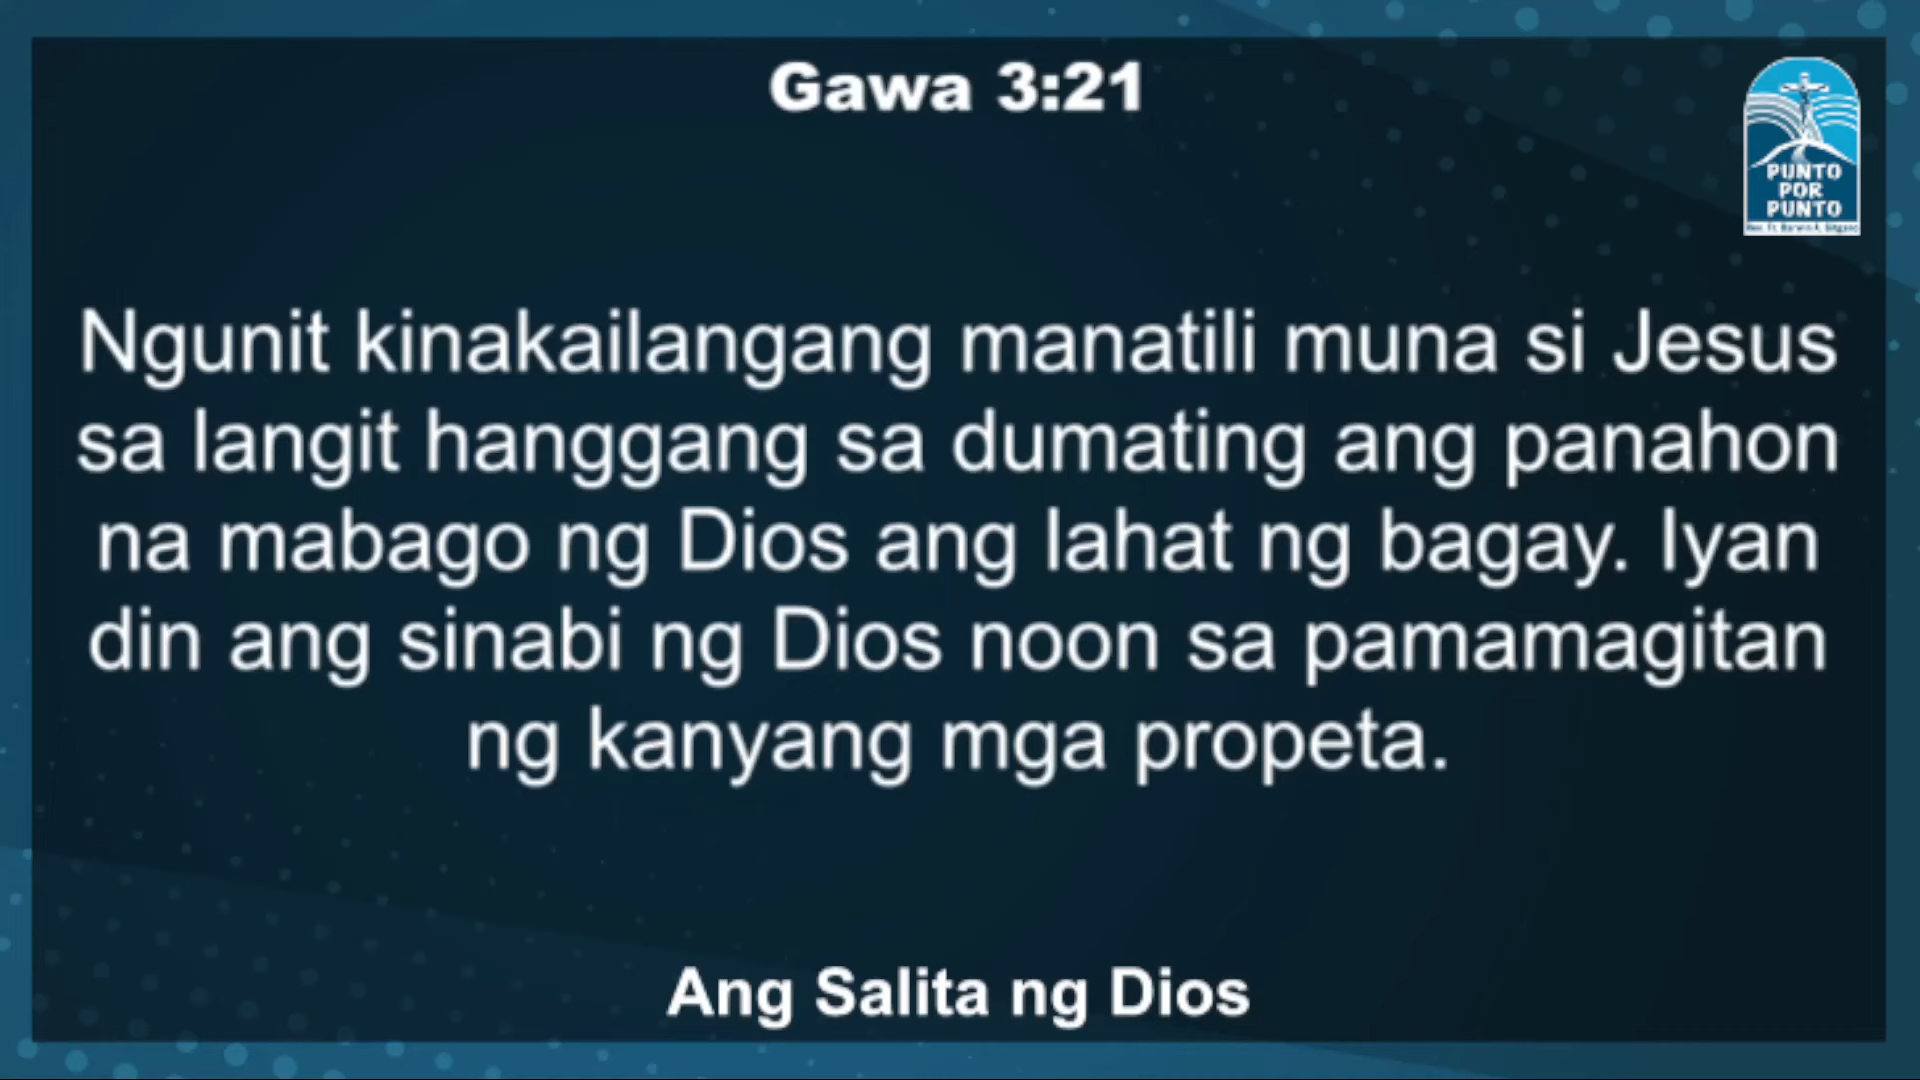 Gawa 3:21
PUNTO
POR
PUNTO
Ngunit kinakailangang manatili muna si Jesus
sa langit hanggang sa dumating ang panahon
na mabago ng Dios ang lahat ng bagay. Iyan
din ang sinabi ng Dios noon sa pamamagitan
ng kanyang mga propeta.
Ang Salita ng Dios